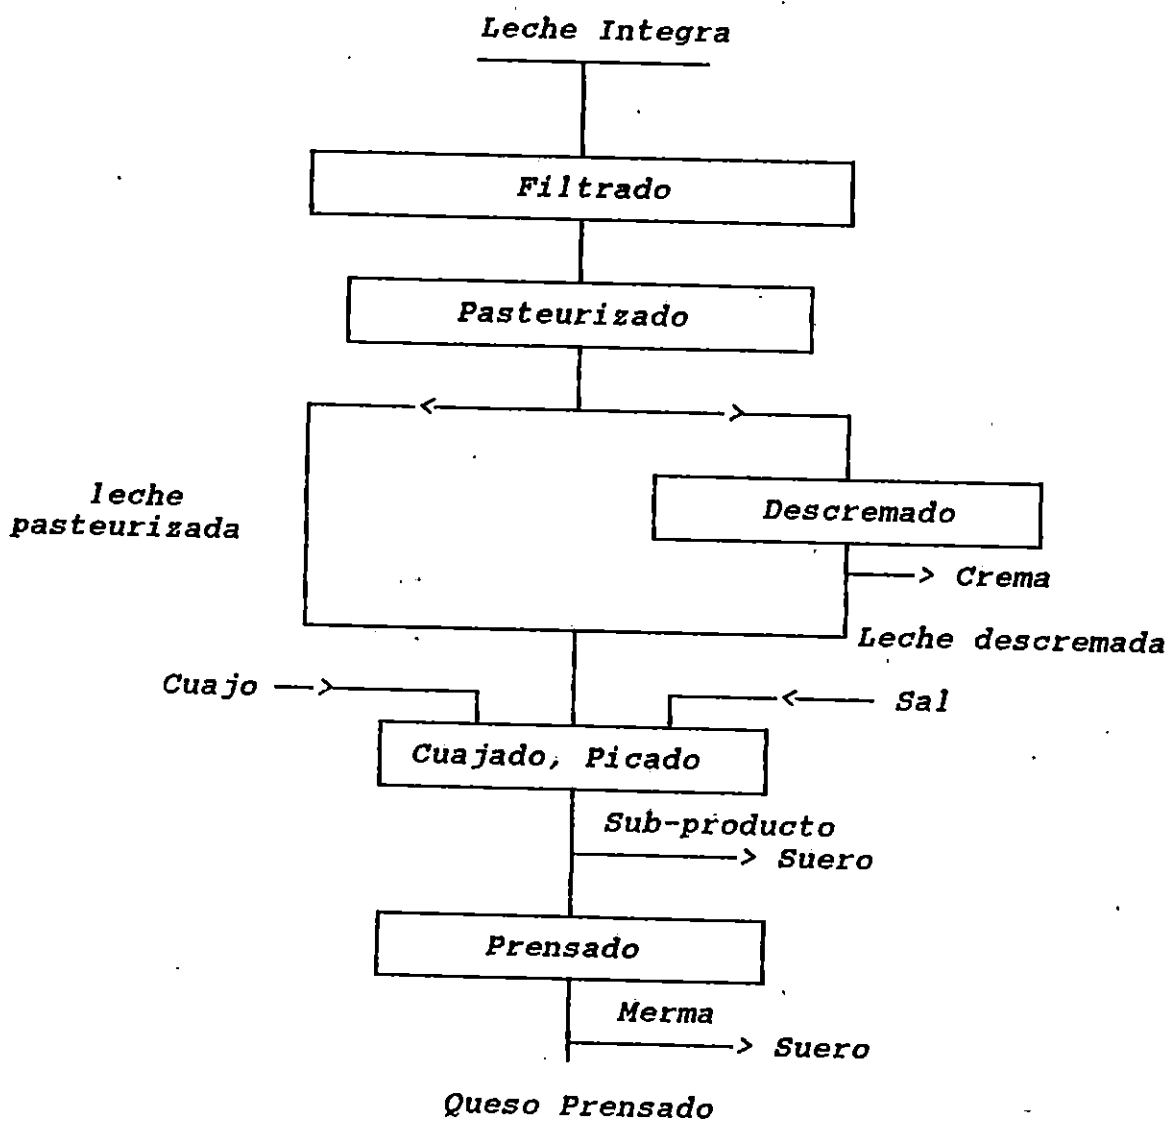 Leche Integra
Filtrado
Pasteurizado
leche
pasteurizada
Descremado
Crema
Leche descremada
Cuajo
Sal
Cuajado, Picado
Sub-producto
Suero
Prensado
Merma
Suero
Queso Prensado